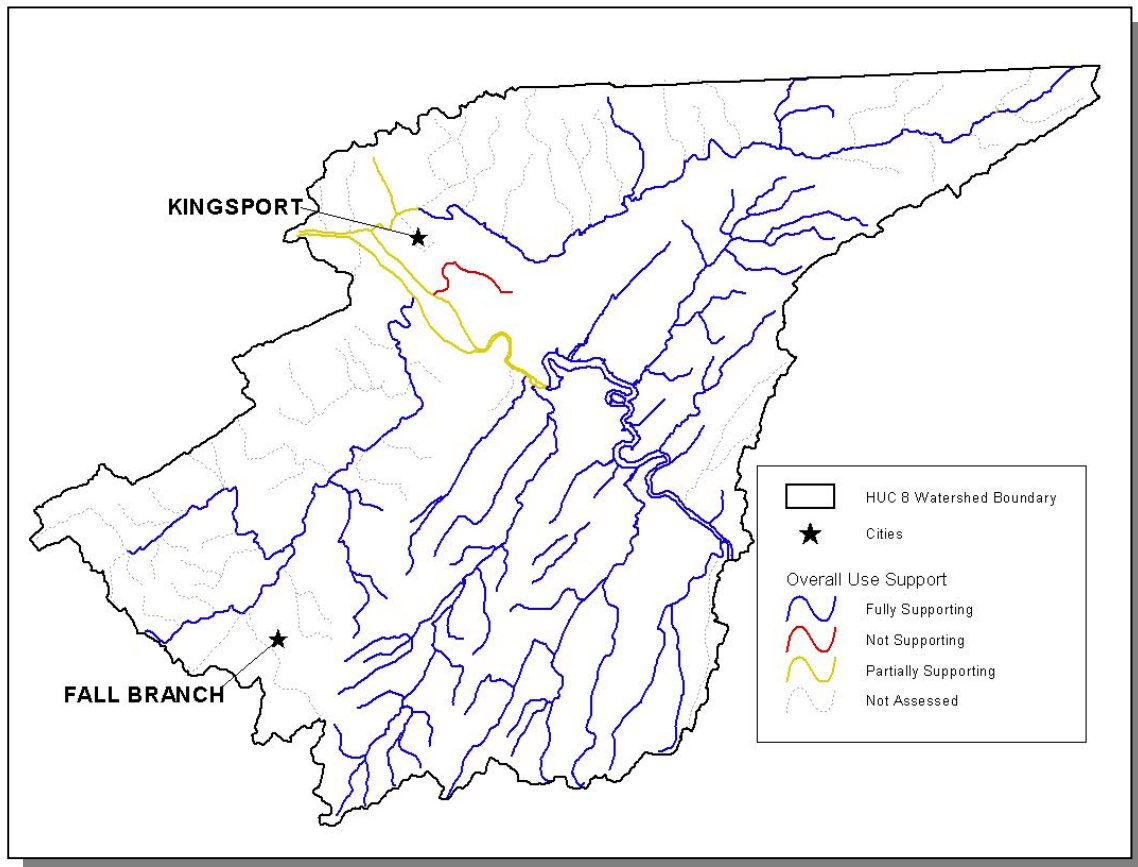 KINGSPORT
FALL BRANCH
HUC 8 Watershed Boundary
Cities
Overall Use Support
Fully Supporting
Not Supporting
Partially Supporting
Not Assessed